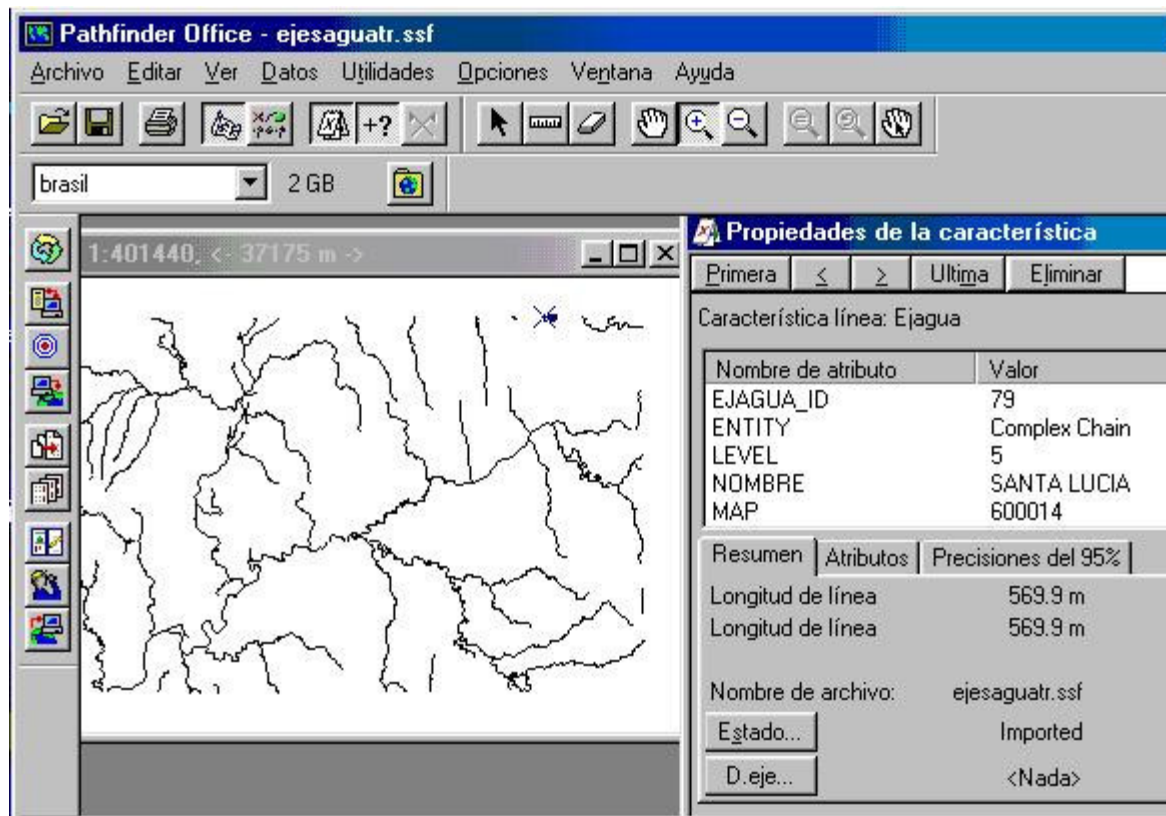 Pathfinder Office - ejesaguatr.ssf
Archivo Editar Ver Datos Utilidades Opciones Ventana Ayuda
+?
brasil 2 GB
1:401440, <- 37175 m ->
Propiedades de la característica
Primera < > Ultima Eliminar
Característica línea: Ejagua
Nombre de atributo Valor
EJAGUA_ID 79
ENTITY Complex Chain
LEVEL 5
NOMBRE SANTA LUCIA
MAP 600014
Resumen Atributos Precisiones del 95%
Longitud de línea 569.9 m
Longitud de línea 569.9 m
Nombre de archivo: ejesaguatr.ssf
Estado... Imported
D.eje... <Nada>